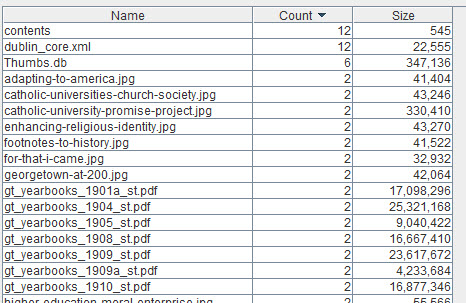 Name Count Size
contents 12 545
dublin_core.xml 12 22,555
Thumbs.db 6 347,136
adapting-to-america.jpg 2 41,404
catholic-universities-church-society.jpg 2 43,246
catholic-university-promise-project.jpg 2 330,410
enhancing-religious-identity.jpg 2 43,270
footnotes-to-history.jpg 2 41,522
for-that-i-came.jpg 2 32,932
georgetown-at-200.jpg 2 42,064
gt_yearbooks_1901a_st.pdf 2 17,098,296
gt_yearbooks_1904_st.pdf 2 25,321,168
gt_yearbooks_1905_st.pdf 2 9,040,422
gt_yearbooks_1908_st.pdf 2 16,667,410
gt_yearbooks_1909_st.pdf 2 23,617,672
gt_yearbooks_1909a_st.pdf 2 4,233,684
gt_yearbooks_1910_st.pdf 2 16,877,346
higher-education-moral-enterprise.jpg 2 55,566